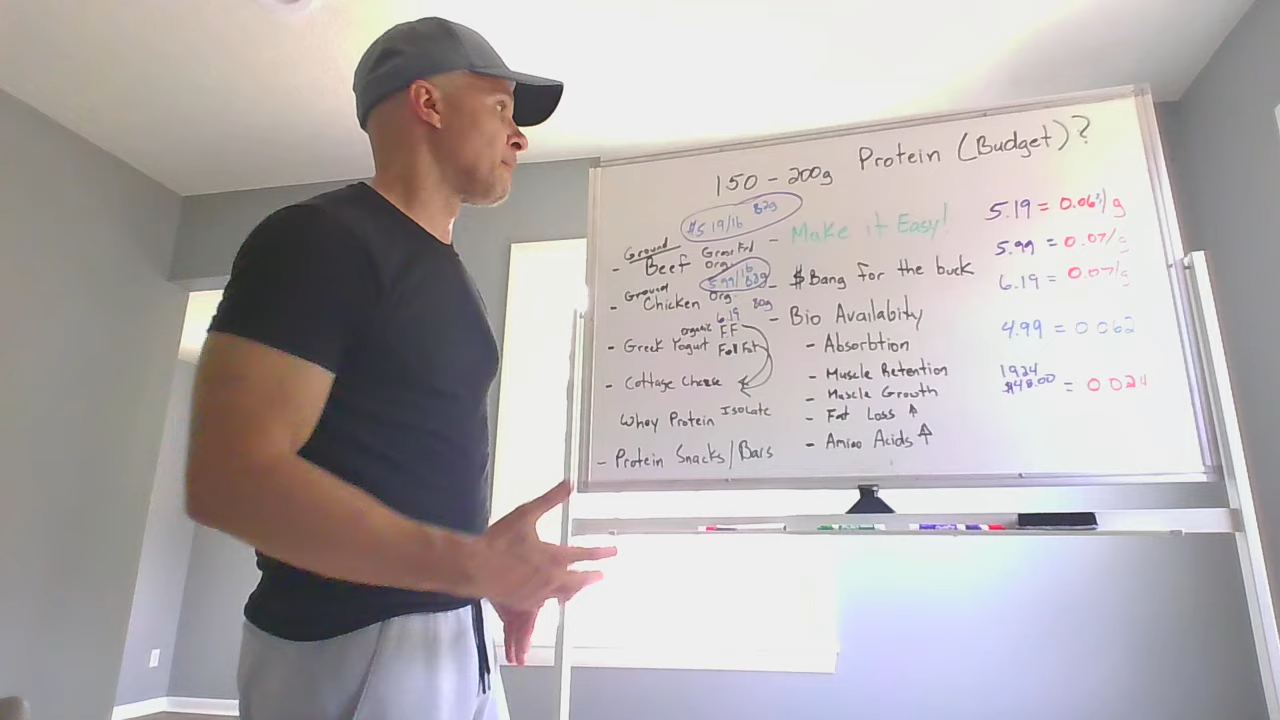 Protein (Budget)?
150 - 200g
$5.19/lb 82g
- Ground Beef Grass Fed Org.
5.99/lb 82g
- Ground Chicken Org.
6.19 80g
- Greek Yogurt organic FF Full Fat
- Cottage Cheese
Whey Protein Isolate
- Protein Snacks/Bars
- Make it Easy!
- $Bang for the buck
- Bio Availabity
- Absorbtion
- Muscle Retention
- Muscle Growth
- Fat Loss ↑
- Amino Acids ↑
5.19 = 0.063/g
5.99 = 0.07/g
6.19 = 0.07/g
4.99 = 0.062
1924
$48.00 = 0.024